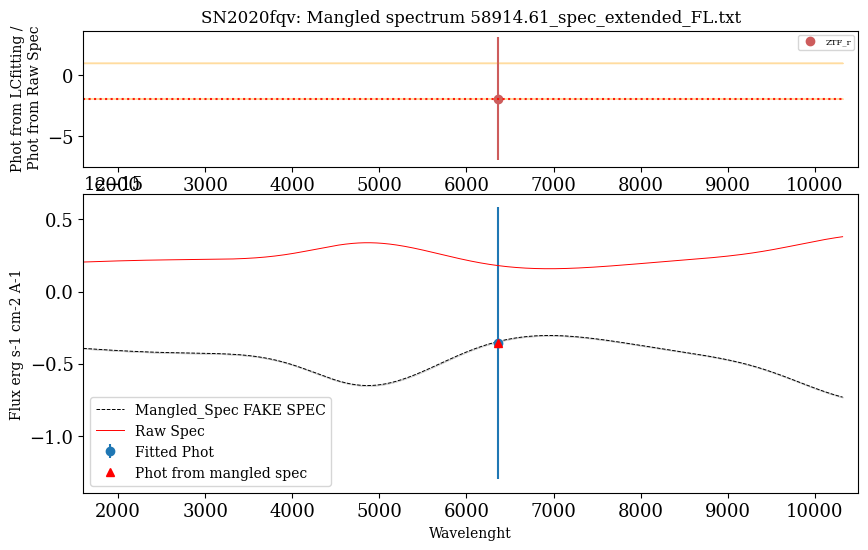 SN2020fqv: Mangled spectrum 58914.61_spec_extended_FL.txt
Phot from LCfitting /
Phot from Raw Spec
0
−5
ZTF_r
2000 3000 4000 5000 6000 7000 8000 9000 10000
1e−15
Flux erg s-1 cm-2 A-1
0.5
0.0
−0.5
−1.0
Mangled_Spec FAKE SPEC
Raw Spec
Fitted Phot
Phot from mangled spec
2000 3000 4000 5000 6000 7000 8000 9000 10000
Wavelenght